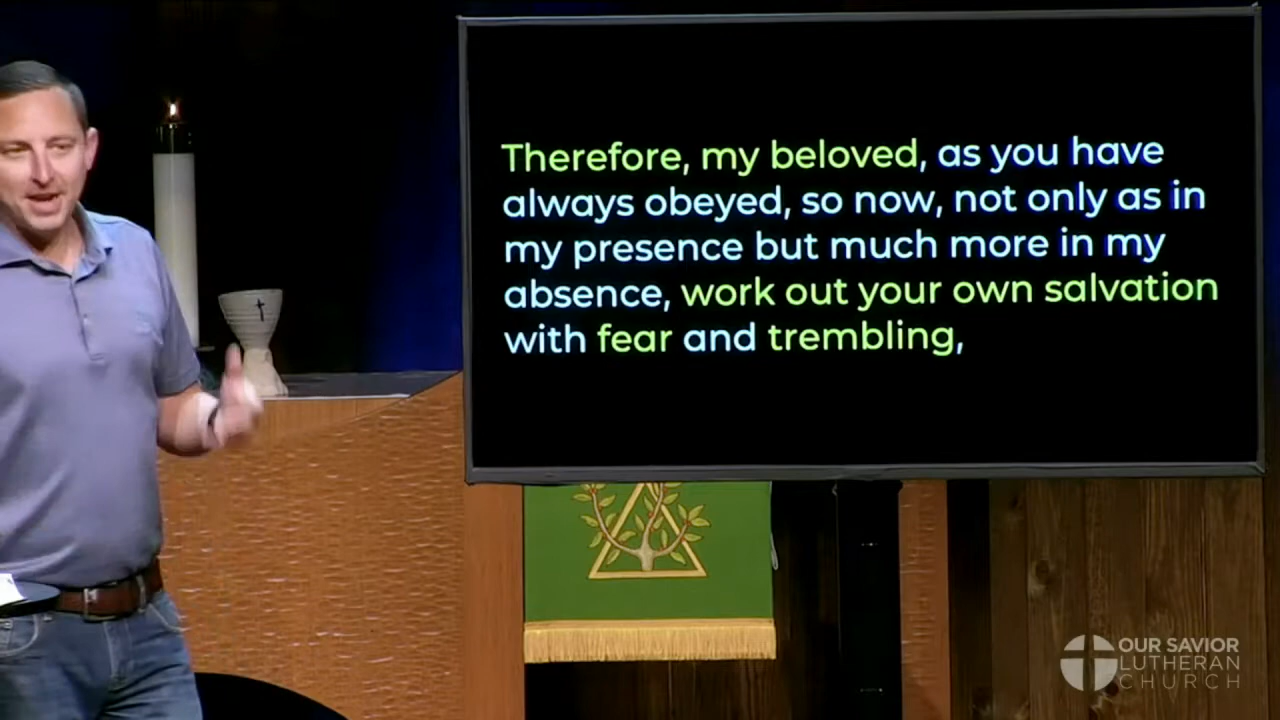 Therefore, my beloved, as you have
always obeyed, so now, not only as in
my presence but much more in my
absence, work out your own salvation
with fear and trembling,
OUR SAVIOR
LUTHERAN
CHURCH